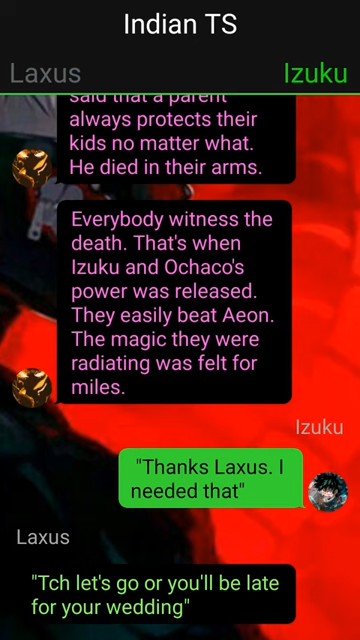 Indian TS
Laxus Izuku
said that a parent
always protects their
kids no matter what.
He died in their arms.
Everybody witness the
death. That's when
Izuku and Ochaco's
power was released.
They easily beat Aeon.
The magic they were
radiating was felt for
miles.
Izuku
"Thanks Laxus. I
needed that"
Laxus
"Tch let's go or you'll be late
for your wedding"